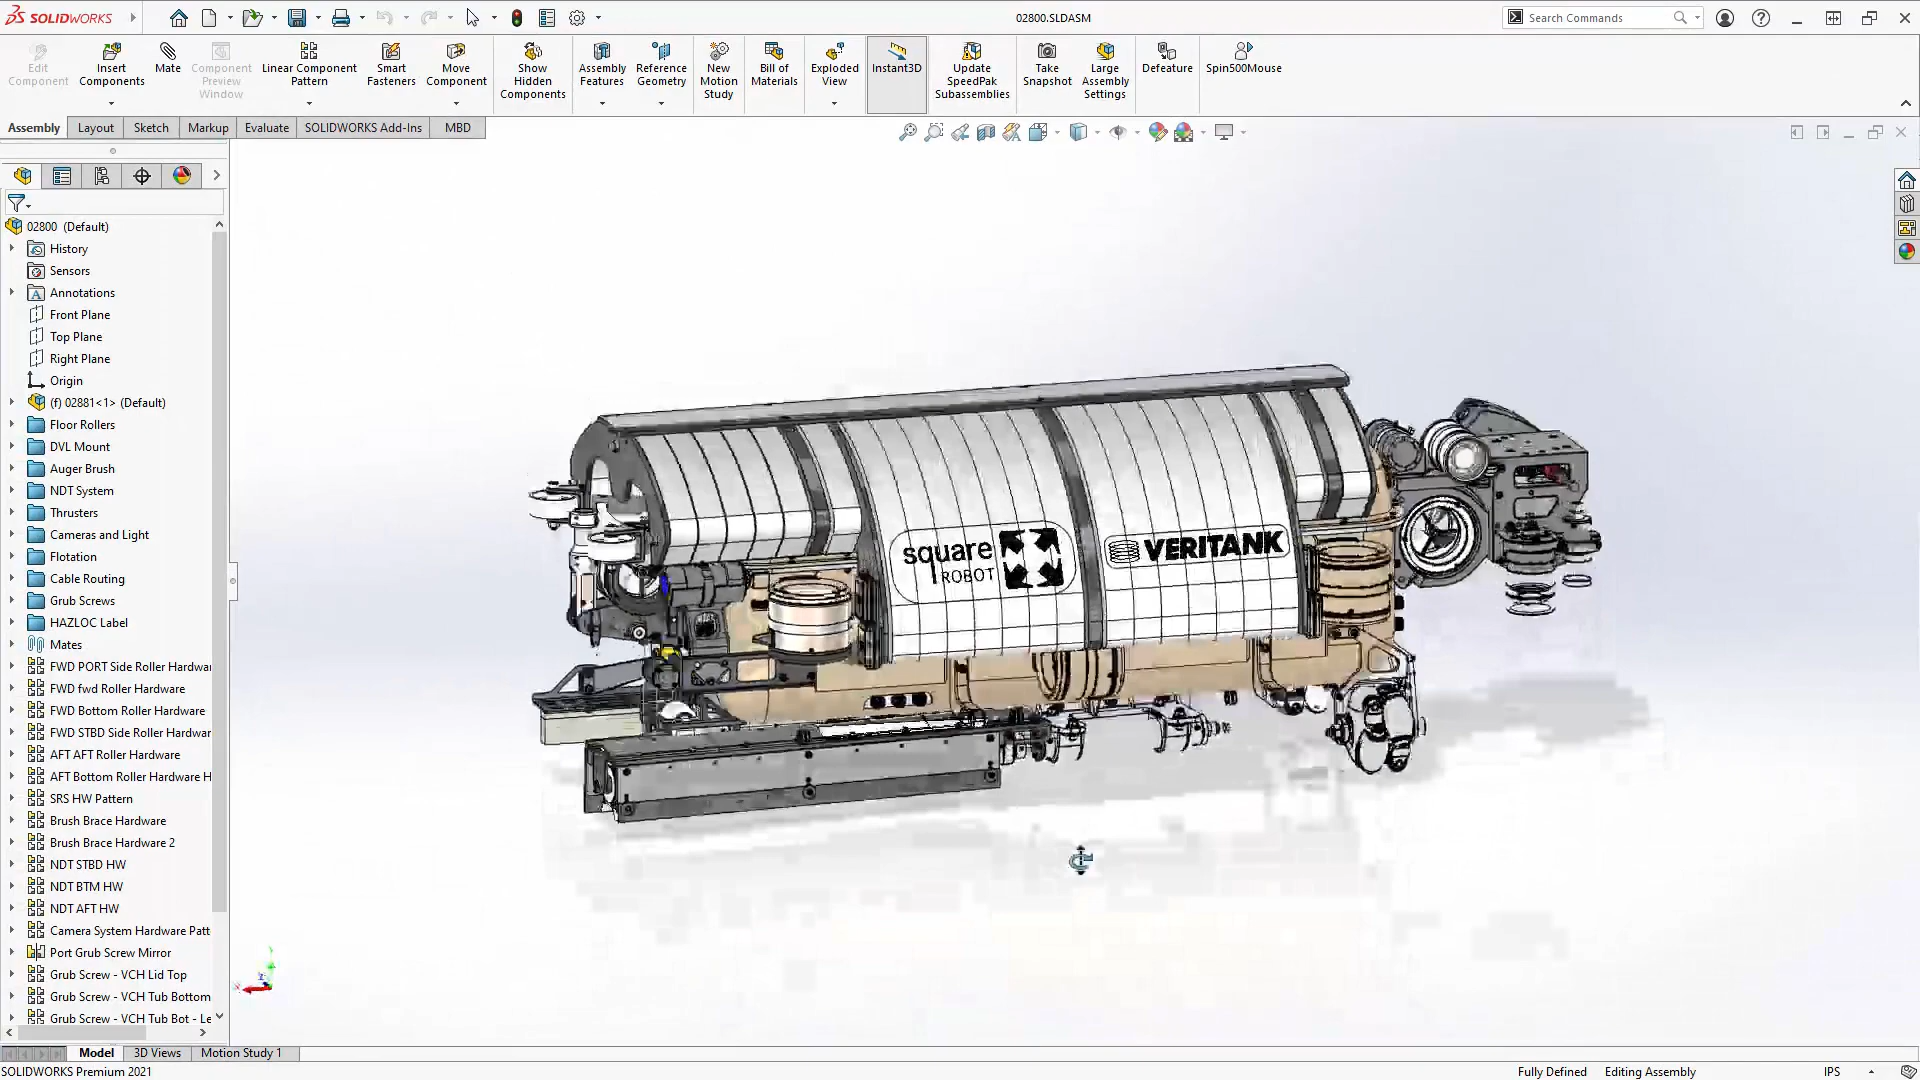 SOLIDWORKS
02800.SLDASM
Search Commands
Edit
Component
Insert
Components
Mate
Component
Preview
Window
Linear Component
Pattern
Smart
Fasteners
Move
Component
Show
Hidden
Components
Assembly
Features
Reference
Geometry
New
Motion
Study
Bill of
Materials
Exploded
View
Instant3D
Update
SpeedPak
Subassemblies
Take
Snapshot
Large
Assembly
Settings
Defeature
Spin500Mouse
Assembly
Layout
Sketch
Markup
Evaluate
SOLIDWORKS Add-Ins
MBD
02800 (Default)
History
Sensors
Annotations
Front Plane
Top Plane
Right Plane
Origin
(f) 02881<1> (Default)
Floor Rollers
DVL Mount
Auger Brush
NDT System
Thrusters
Cameras and Light
Flotation
Cable Routing
Grub Screws
HAZLOC Label
Mates
FWD PORT Side Roller Hardwar
FWD fwd Roller Hardware
FWD Bottom Roller Hardware
FWD STBD Side Roller Hardwar
AFT AFT Roller Hardware
AFT Bottom Roller Hardware H
SRS HW Pattern
Brush Brace Hardware
Brush Brace Hardware 2
NDT STBD HW
NDT BTM HW
NDT AFT HW
Camera System Hardware Patt
Port Grub Screw Mirror
Grub Screw - VCH Lid Top
Grub Screw - VCH Tub Bottom
Grub Screw - VCH Tub Bot - Le
square
ROBOT
VERITANK
Model
3D Views
Motion Study 1
SOLIDWORKS Premium 2021
Fully Defined
Editing Assembly
IPS